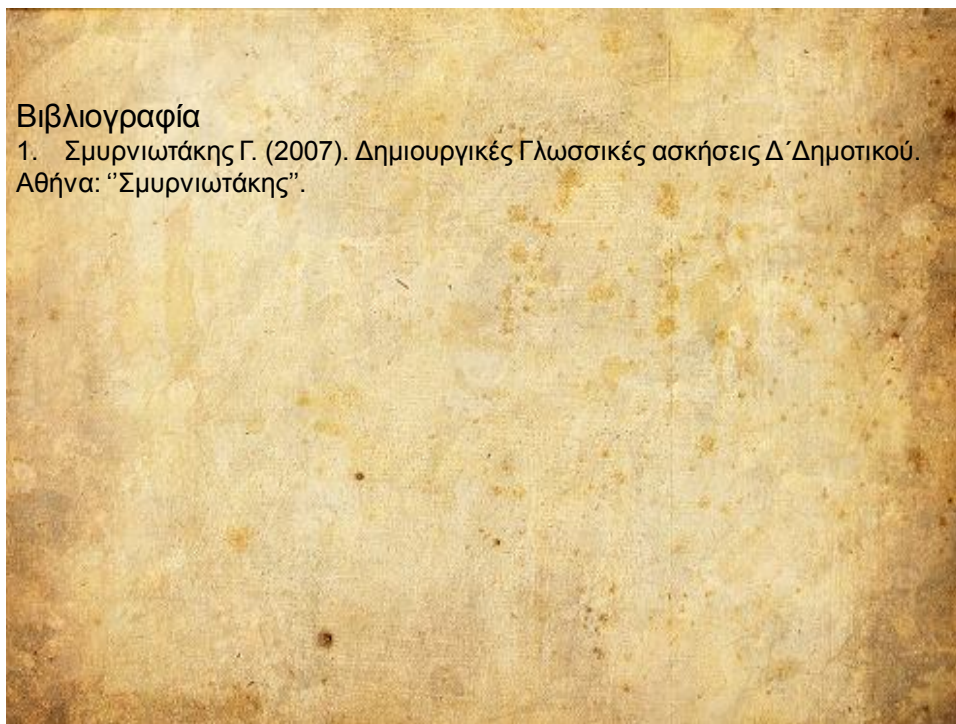 Βιβλιογραφία
1. Σμυρνιωτάκης Γ. (2007). Δημιουργικές Γλωσσικές ασκήσεις Δ΄Δημοτικού.
Αθήνα: ‘’Σμυρνιωτάκης’’.